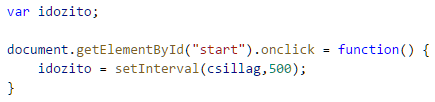 var idozito;
document.getElementById("start").onclick = function() {
idozito = setInterval(csillag,500);
}